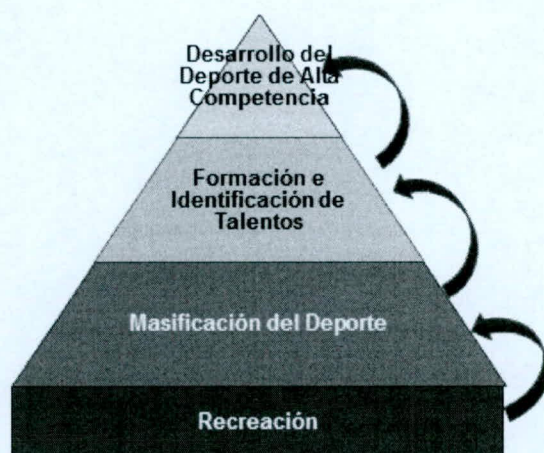 Desarrollo del
Deporte de Alta
Competencia
Formación e
Identificación de
Talentos
Masificación del Deporte
Recreación